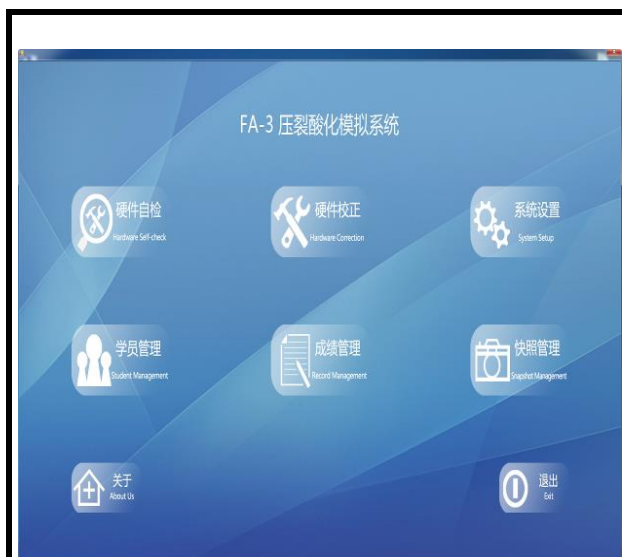 FA-3 压裂酸化模拟系统
硬件自检
Hardware Self-check
硬件校正
Hardware Correction
系统设置
System Setup
学员管理
Student Management
成绩管理
Record Management
快照管理
Snapshot Management
关于
About Us
退出
Exit